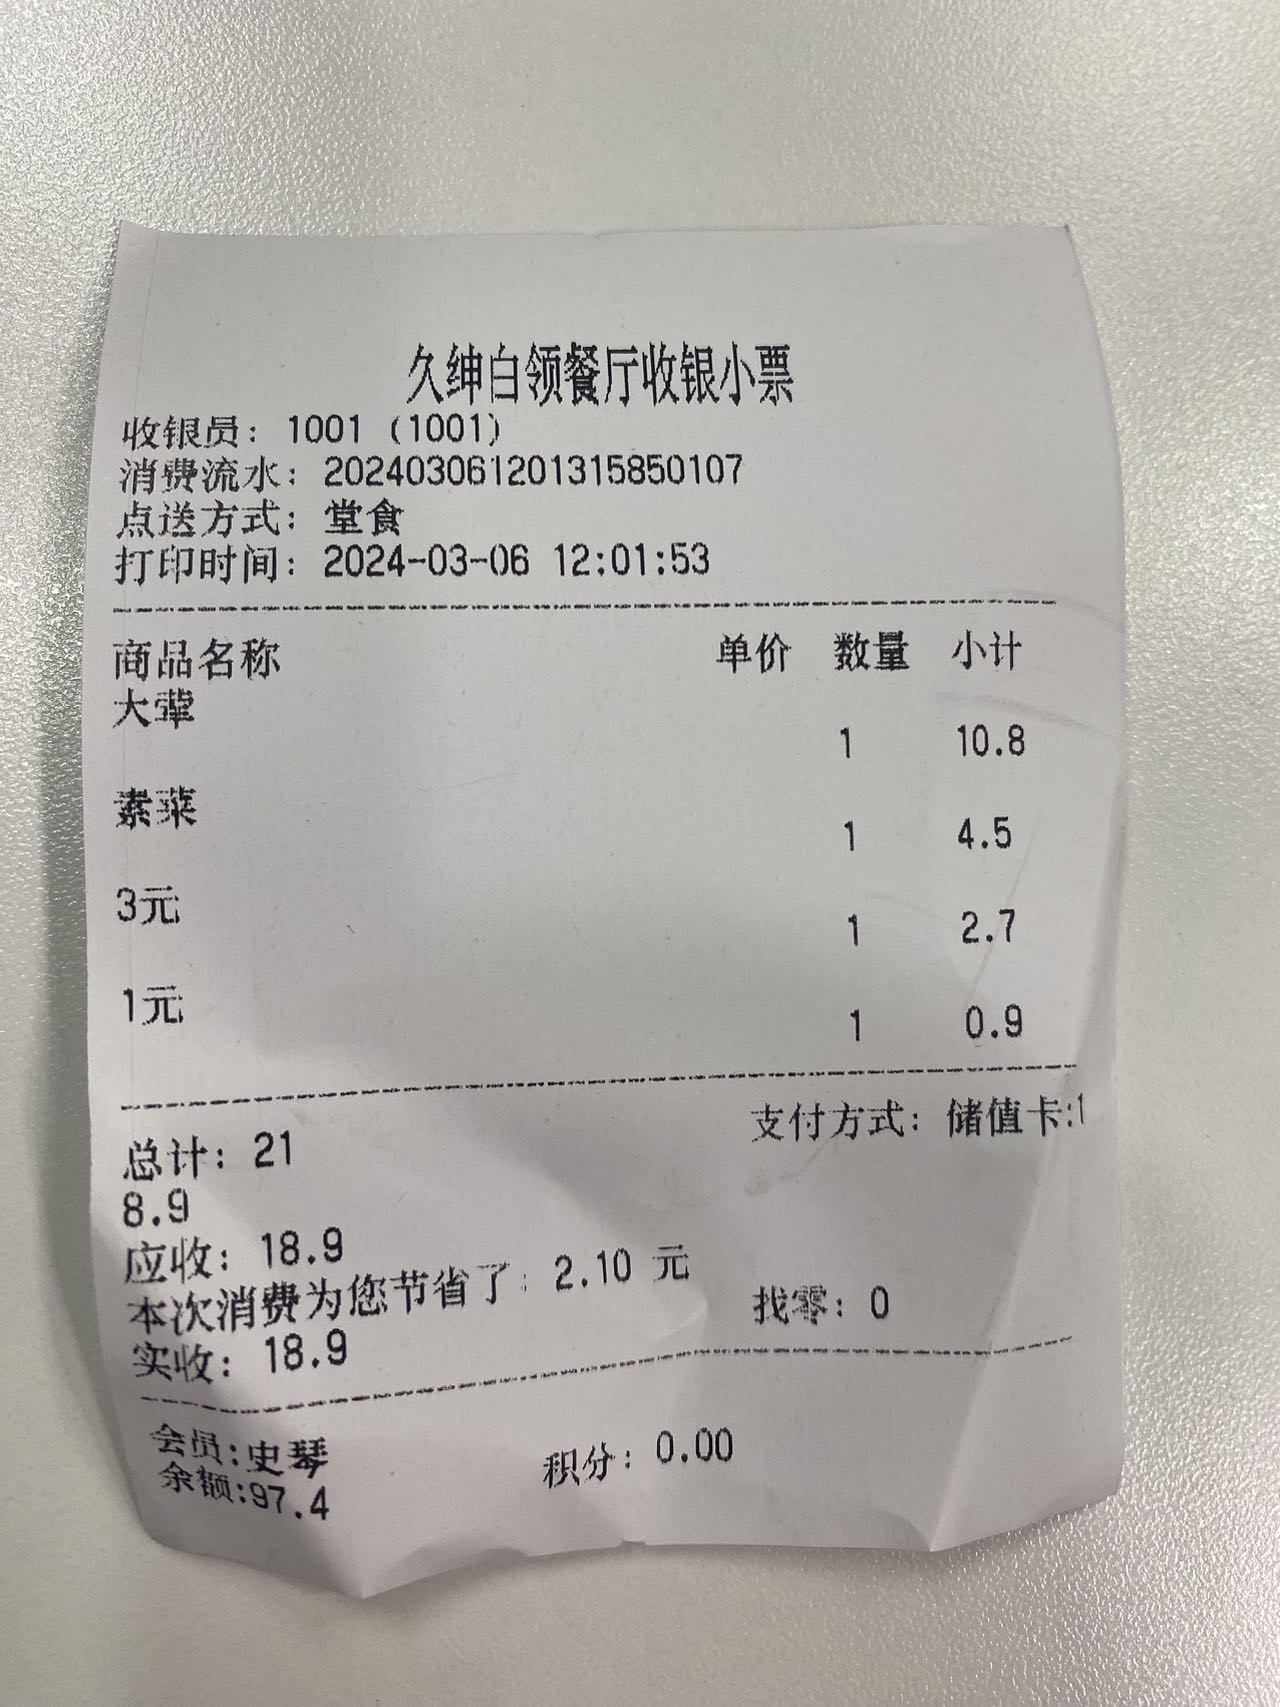 久绅白领餐厅收银小票
收银员：1001（1001）
消费流水：202403061201315850107
点送方式：堂食
打印时间：2024-03-06 12:01:53
商品名称 单价 数量 小计
大荤
1 10.8
素菜
1 4.5
3元
1 2.7
1元
1 0.9
总计：21 支付方式：储值卡:1
8.9
应收：18.9
本次消费为您节省了：2.10 元
实收：18.9 找零：0
会员:史琴 积分：0.00
余额:97.4